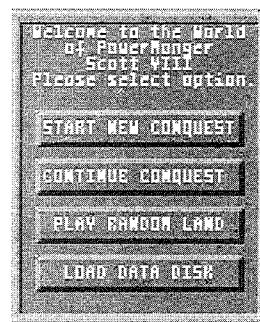 Welcome to the World
of PowerMonger
Scott VIII
Please select option.
START NEW CONQUEST
CONTINUE CONQUEST
PLAY RANDOM LAND
LOAD DATA DISK